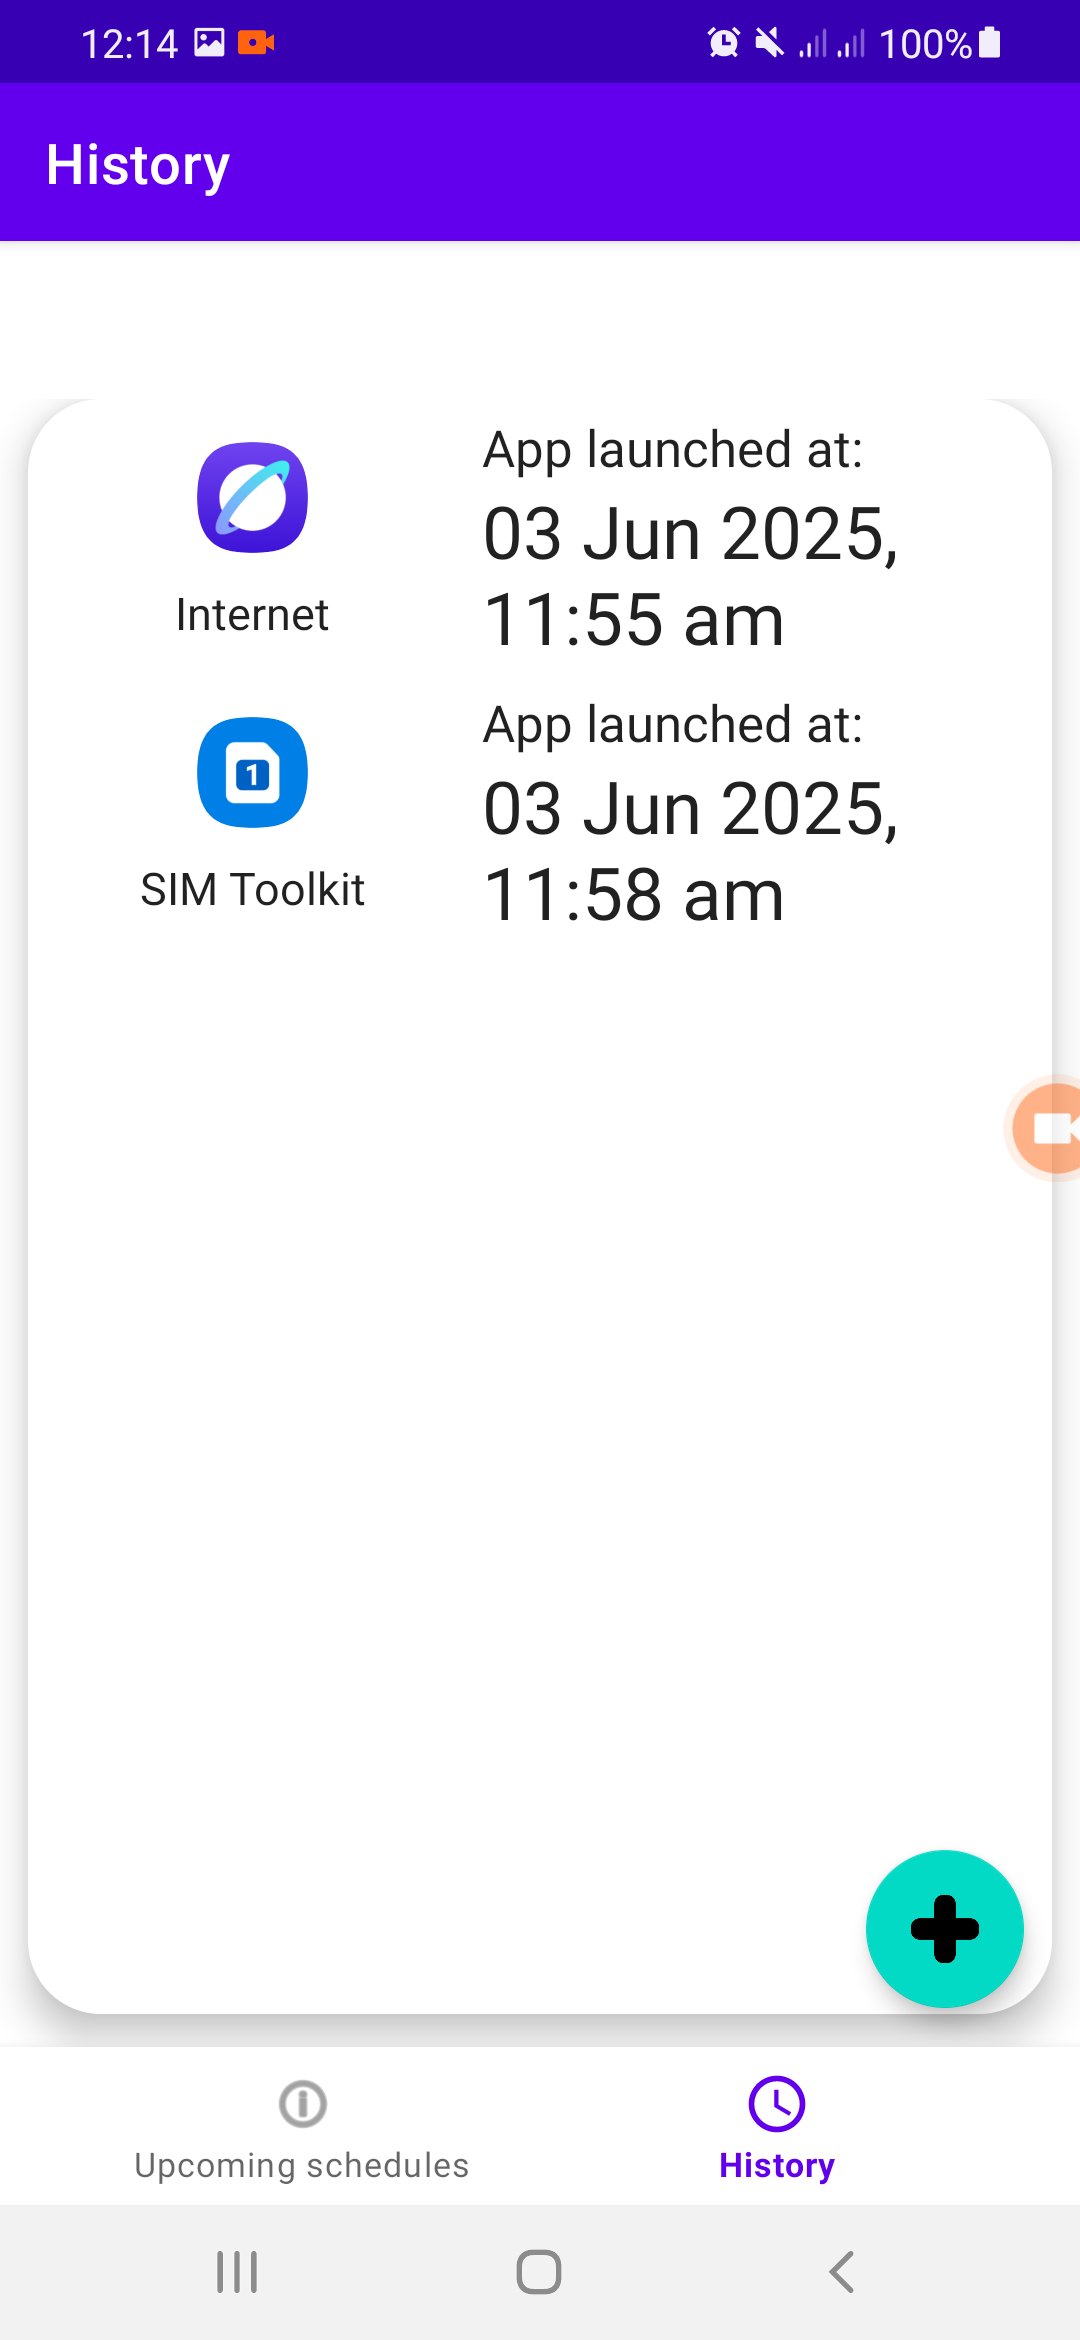 12:14
100%
History
App launched at:
03 Jun 2025,
11:55 am
Internet
App launched at:
03 Jun 2025,
11:58 am
1
SIM Toolkit
Upcoming schedules
History